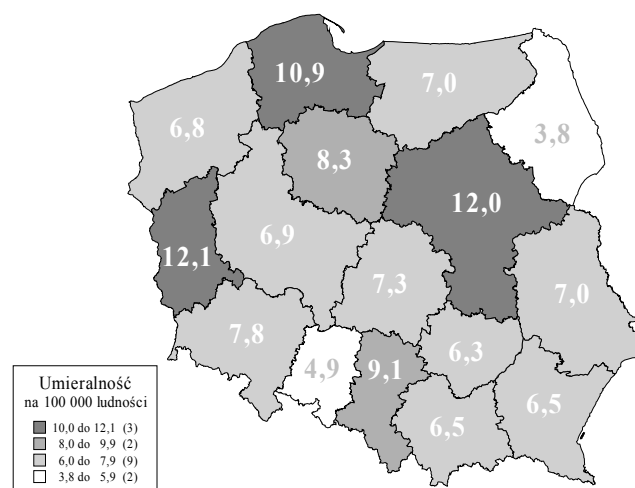 10,9
7,0
6,8
3,8
8,3
12,0
6,9
12,1
7,3
7,0
7,8
6,3
4,9
9,1
6,5
6,5
Umieralność
na 100 000 ludności
10,0 do 12,1 (3)
8,0 do 9,9 (2)
6,0 do 7,9 (9)
3,8 do 5,9 (2)